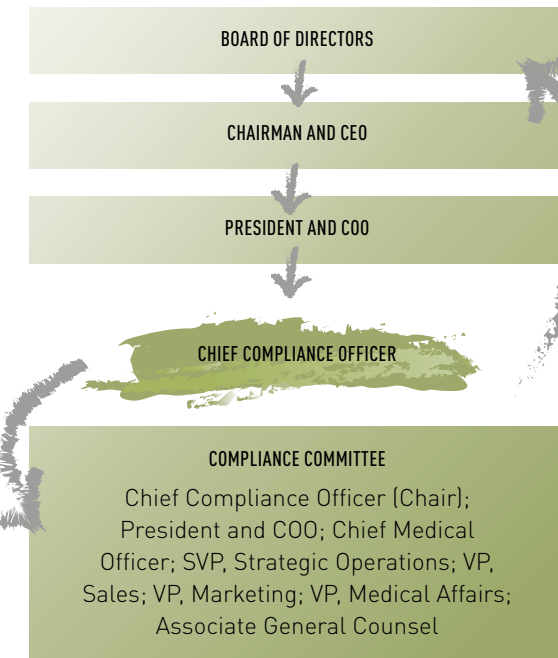 BOARD OF DIRECTORS
CHAIRMAN AND CEO
PRESIDENT AND COO
CHIEF COMPLIANCE OFFICER
COMPLIANCE COMMITTEE
Chief Compliance Officer (Chair);
President and COO; Chief Medical
Officer; SVP, Strategic Operations; VP,
Sales; VP, Marketing; VP, Medical Affairs;
Associate General Counsel